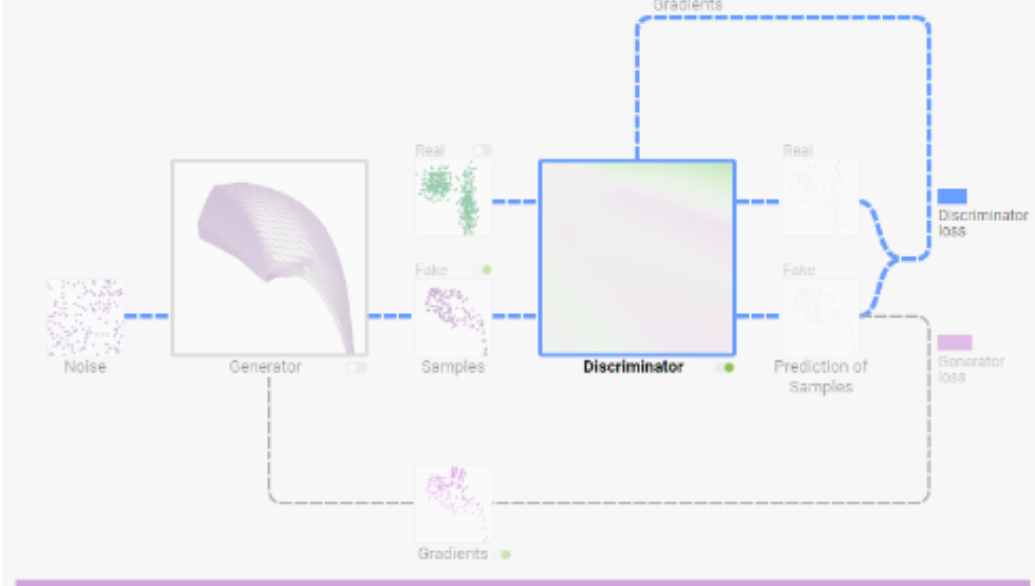 Gradients
Real
Real
Discriminator
loss
Fake
Fake
Generator
loss
Noise
Generator
Samples
Discriminator
Prediction of
Samples
Gradients